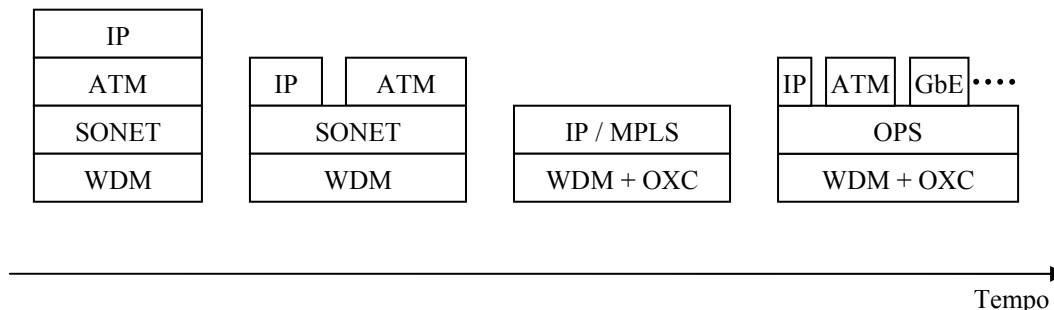 IP
ATM
SONET
WDM
IP ATM
SONET
WDM
IP / MPLS
WDM + OXC
IP ATM GbE ....
OPS
WDM + OXC
Tempo